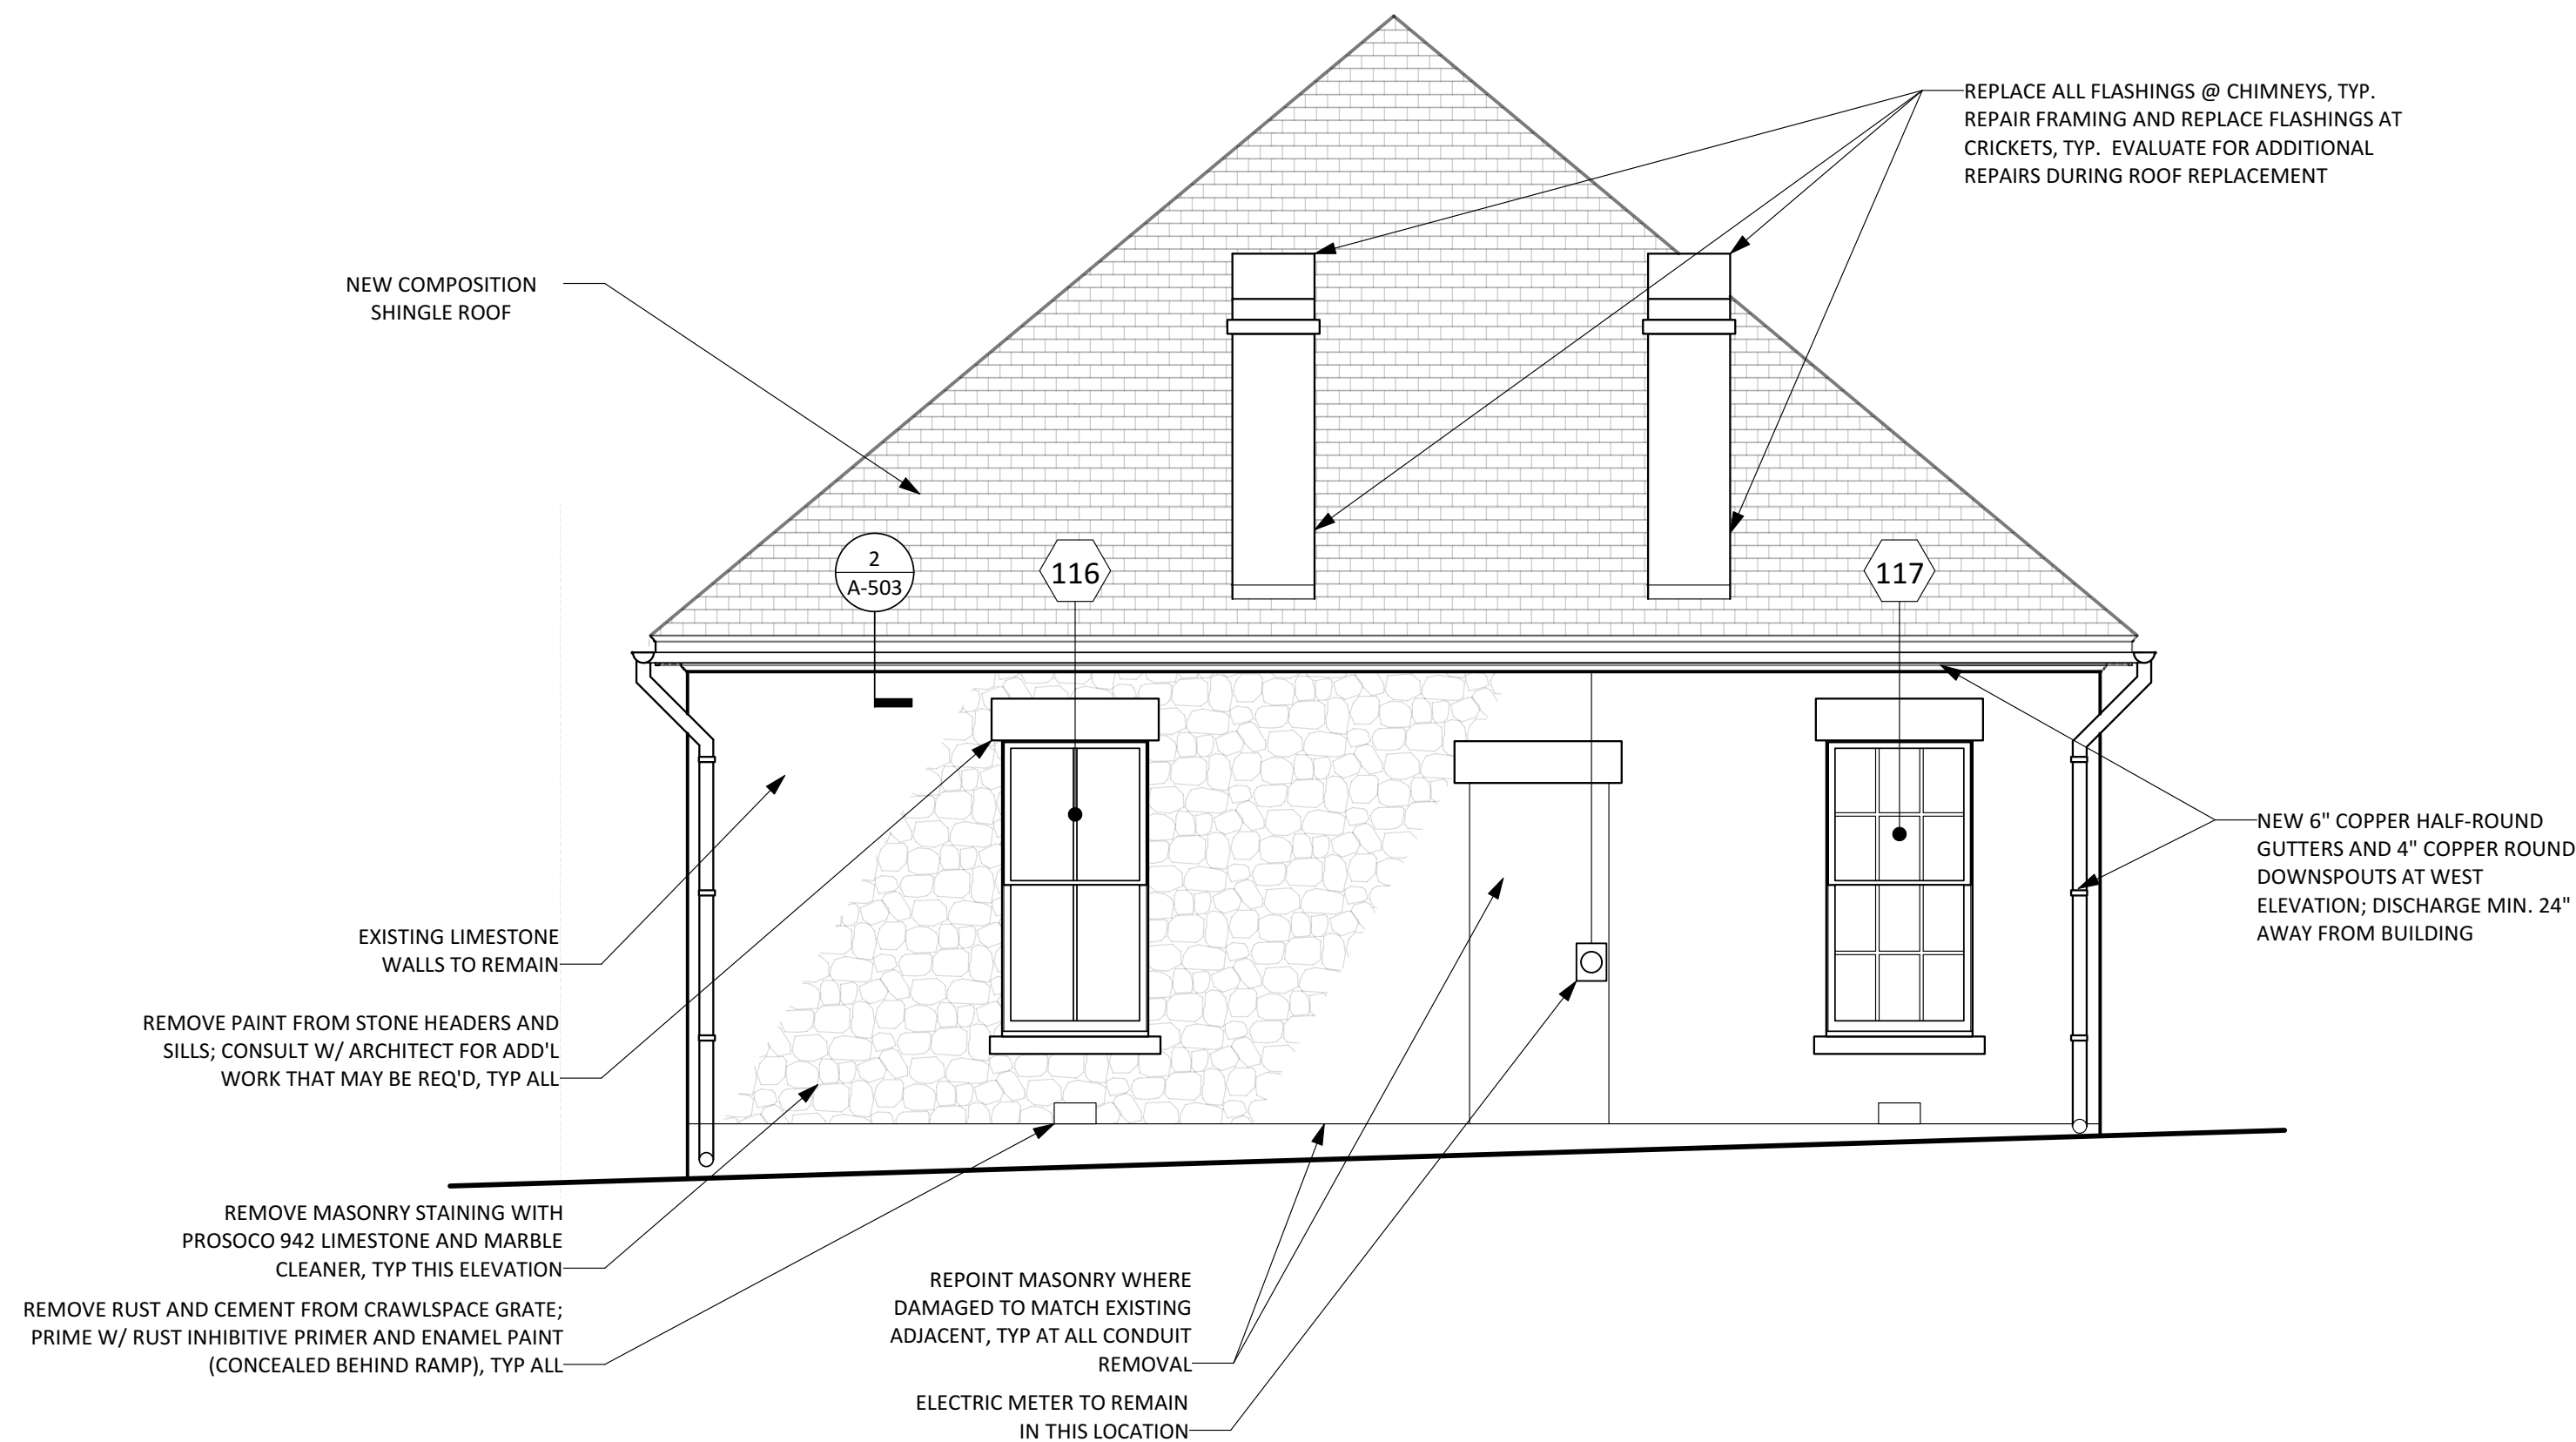 REPLACE ALL FLASHINGS @ CHIMNEYS, TYP.
REPAIR FRAMING AND REPLACE FLASHINGS AT
CRICKETS, TYP.  EVALUATE FOR ADDITIONAL
REPAIRS DURING ROOF REPLACEMENT
NEW COMPOSITION
SHINGLE ROOF
2
A-503
116
117
NEW 6" COPPER HALF-ROUND
GUTTERS AND 4" COPPER ROUND
DOWNSPOUTS AT WEST
ELEVATION; DISCHARGE MIN. 24"
AWAY FROM BUILDING
EXISTING LIMESTONE
WALLS TO REMAIN
REMOVE PAINT FROM STONE HEADERS AND
SILLS; CONSULT W/ ARCHITECT FOR ADD'L
WORK THAT MAY BE REQ'D, TYP ALL
REMOVE MASONRY STAINING WITH
PROSOCO 942 LIMESTONE AND MARBLE
CLEANER, TYP THIS ELEVATION
REMOVE RUST AND CEMENT FROM CRAWLSPACE GRATE;
PRIME W/ RUST INHIBITIVE PRIMER AND ENAMEL PAINT
(CONCEALED BEHIND RAMP), TYP ALL
REPOINT MASONRY WHERE
DAMAGED TO MATCH EXISTING
ADJACENT, TYP AT ALL CONDUIT
REMOVAL
ELECTRIC METER TO REMAIN
IN THIS LOCATION